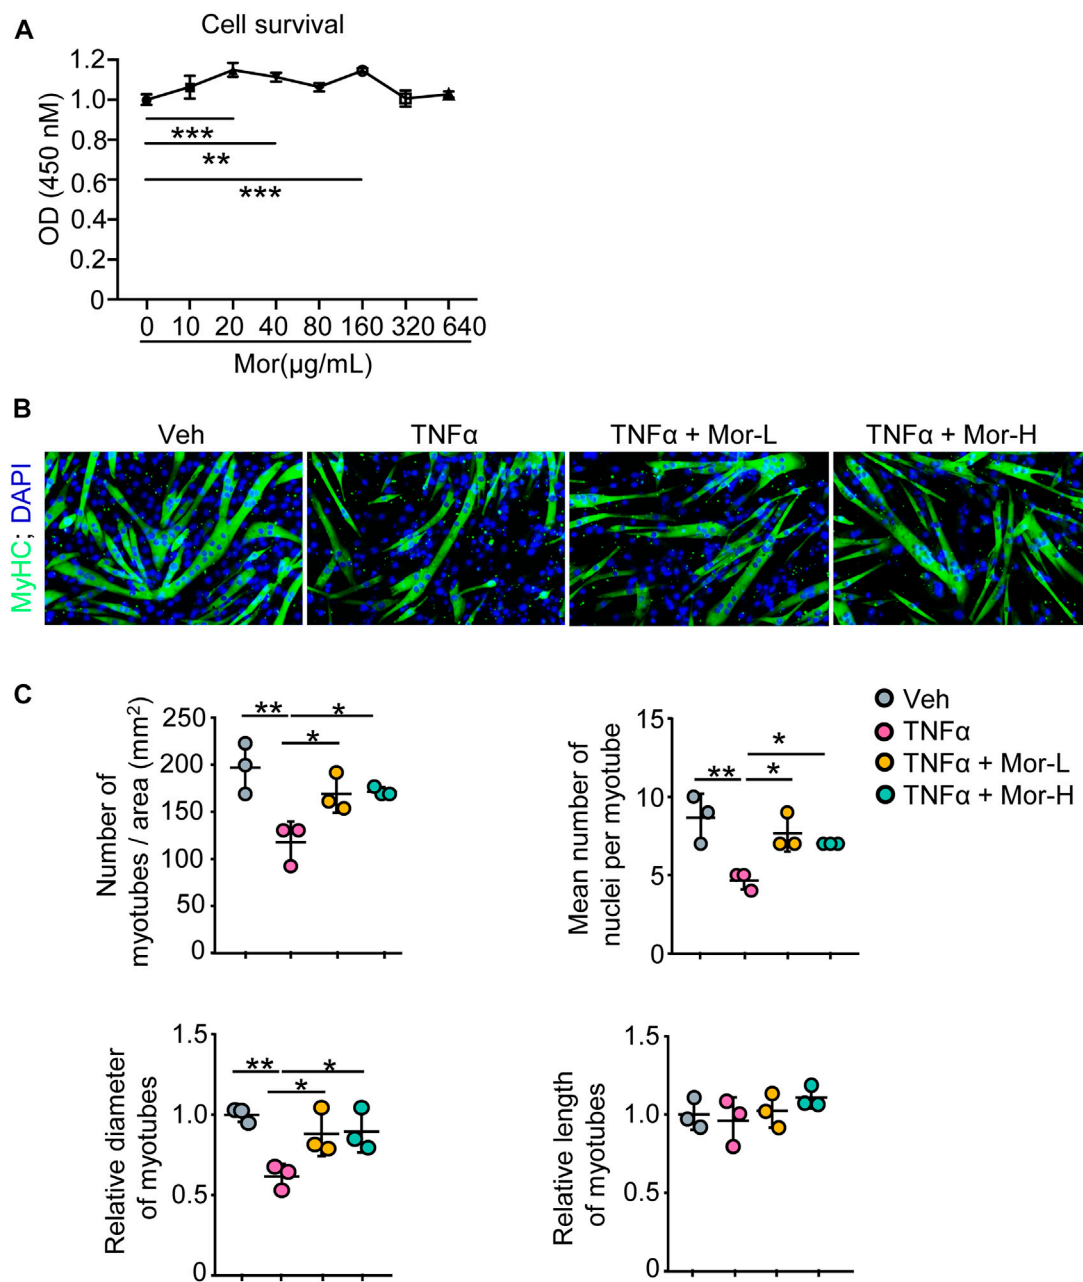 A
Cell survival
OD (450 nM)
1.2
1.0
0.8
0.6
0.4
0.2
0
***
**
***
0 10 20 40 80 160 320 640
Mor(μg/mL)
B
Veh TNFα TNFα + Mor-L TNFα + Mor-H
MyHC; DAPI
C
Number of
myotubes / area (mm²)
250
200
150
100
50
0
** *
*
Mean number of
nuclei per myotube
15
10
5
0
*
** *
Veh
TNFα
TNFα + Mor-L
TNFα + Mor-H
Relative diameter
of myotubes
1.5
1.0
0.5
0
** *
*
Relative length
of myotubes
1.5
1.0
0.5
0